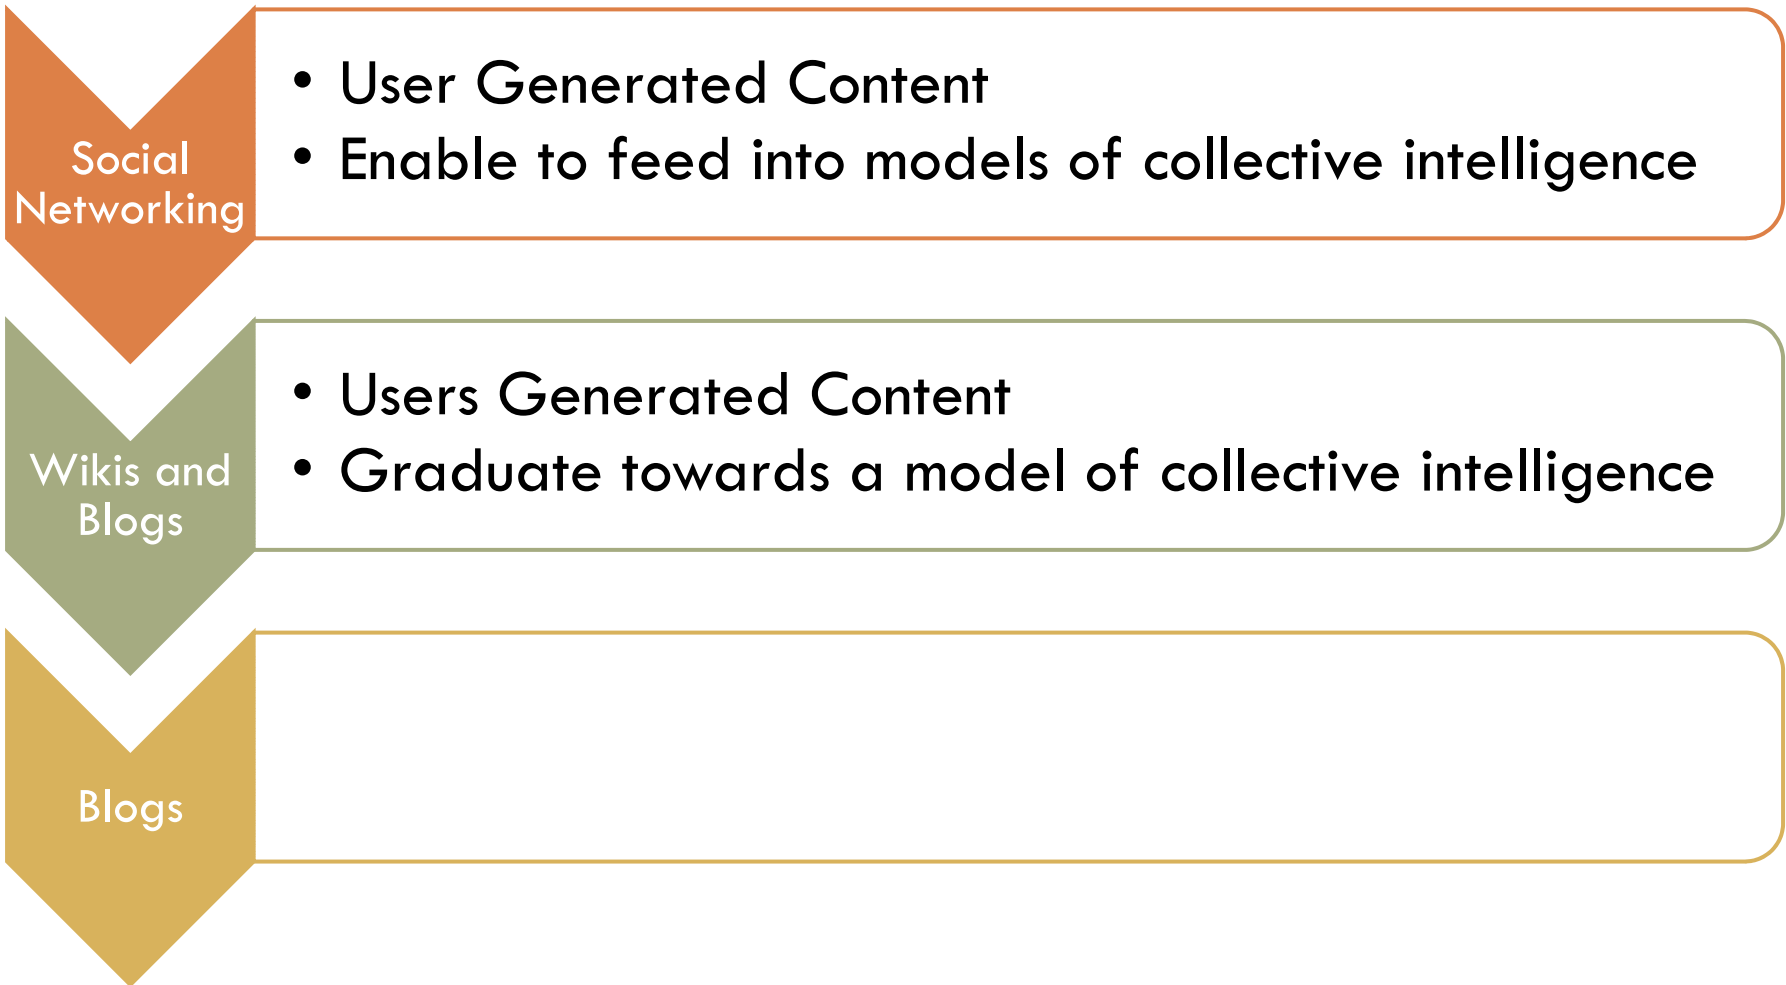 Social
Networking
• User Generated Content
• Enable to feed into models of collective intelligence
Wikis and
Blogs
• Users Generated Content
• Graduate towards a model of collective intelligence
Blogs